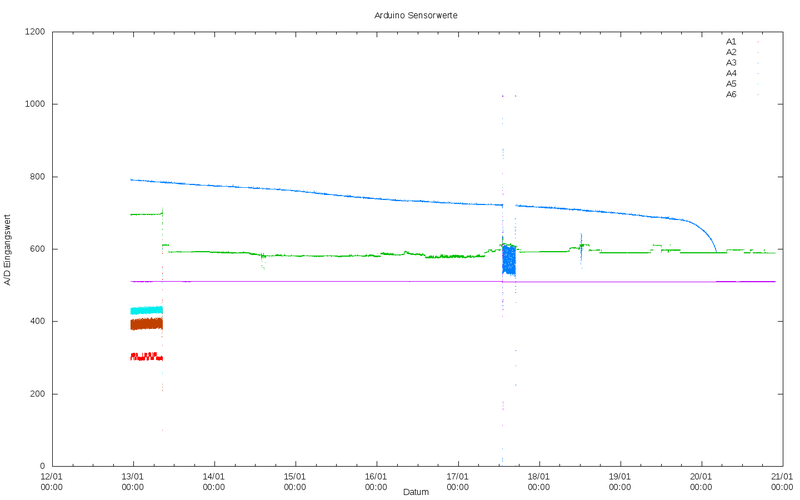 Arduino Sensorwerte
1200
1000
800
600
400
200
0
A/D Eingangswert
A1
A2
A3
A4
A5
A6
12/01 13/01 14/01 15/01 16/01 17/01 18/01 19/01 20/01 21/01
00:00 00:00 00:00 00:00 00:00 00:00 00:00 00:00 00:00 00:00
Datum